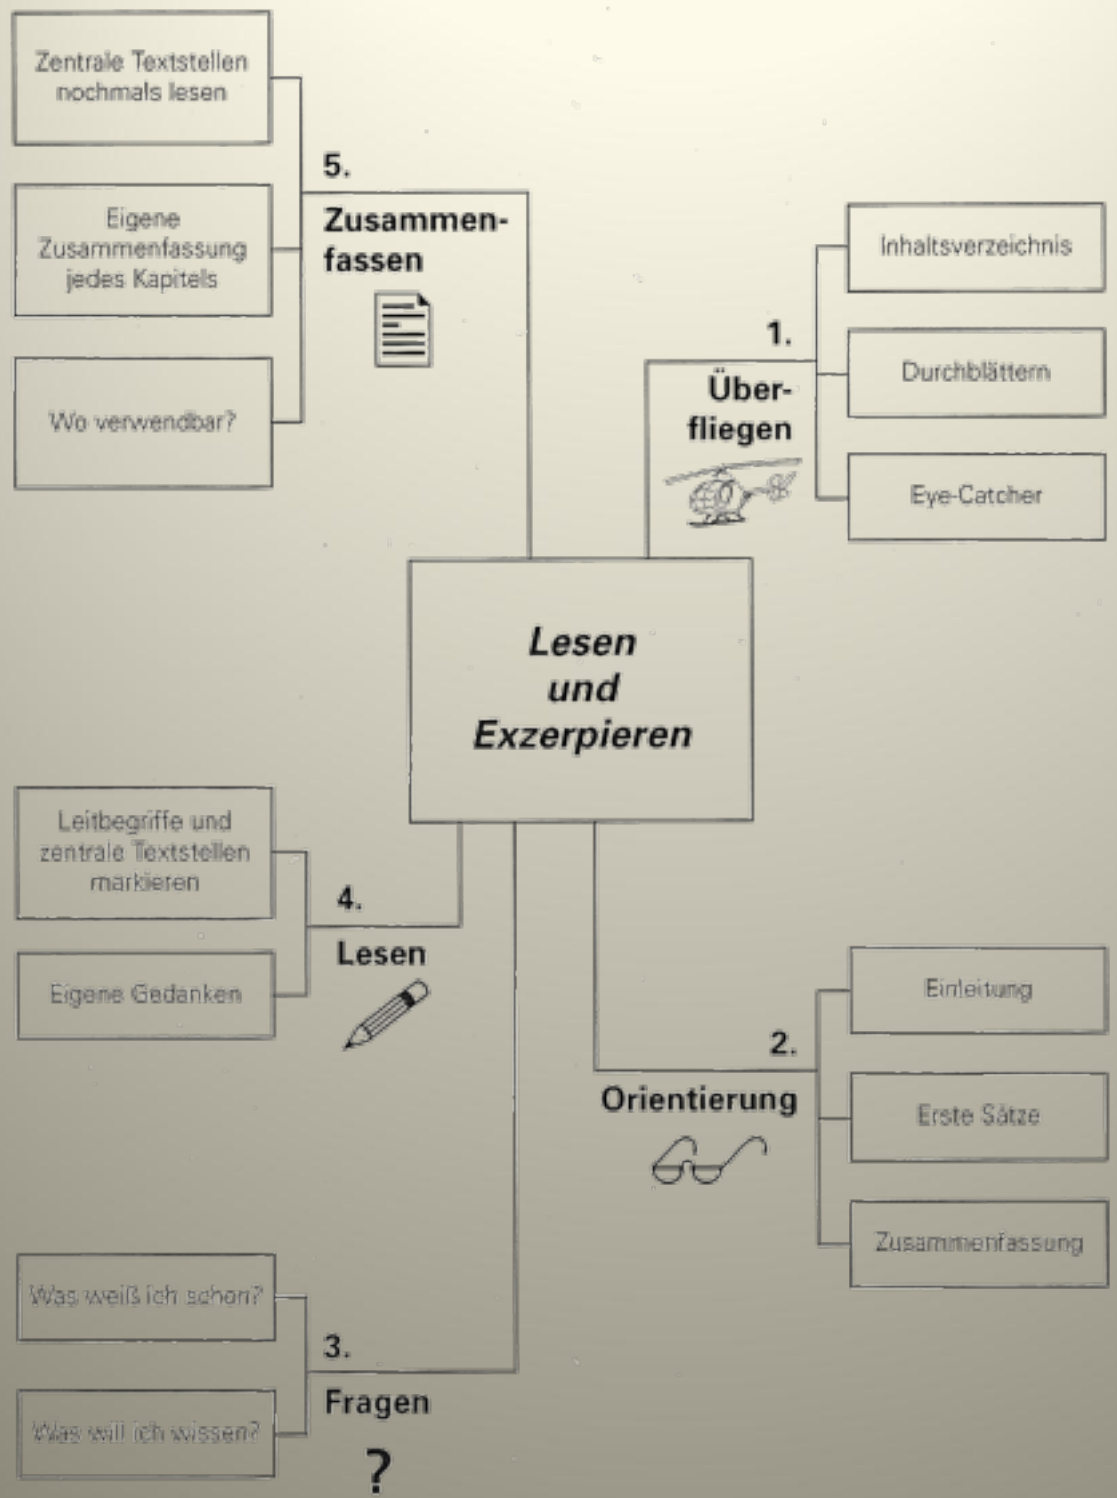 Zentrale Textstellen
nochmals lesen
5.
Zusammen-
fassen
Eigene
Zusammenfassung
jedes Kapitels
Wo verwendbar?
1.
Über-
fliegen
Inhaltsverzeichnis
Durchblättern
Eye-Catcher
Lesen
und
Exzerpieren
Leitbegriffe und
zentrale Textstellen
markieren
4.
Lesen
Eigene Gedanken
2.
Orientierung
Einleitung
Erste Sätze
Zusammenfassung
Was weiß ich schon?
3.
Fragen
?
Was will ich wissen?